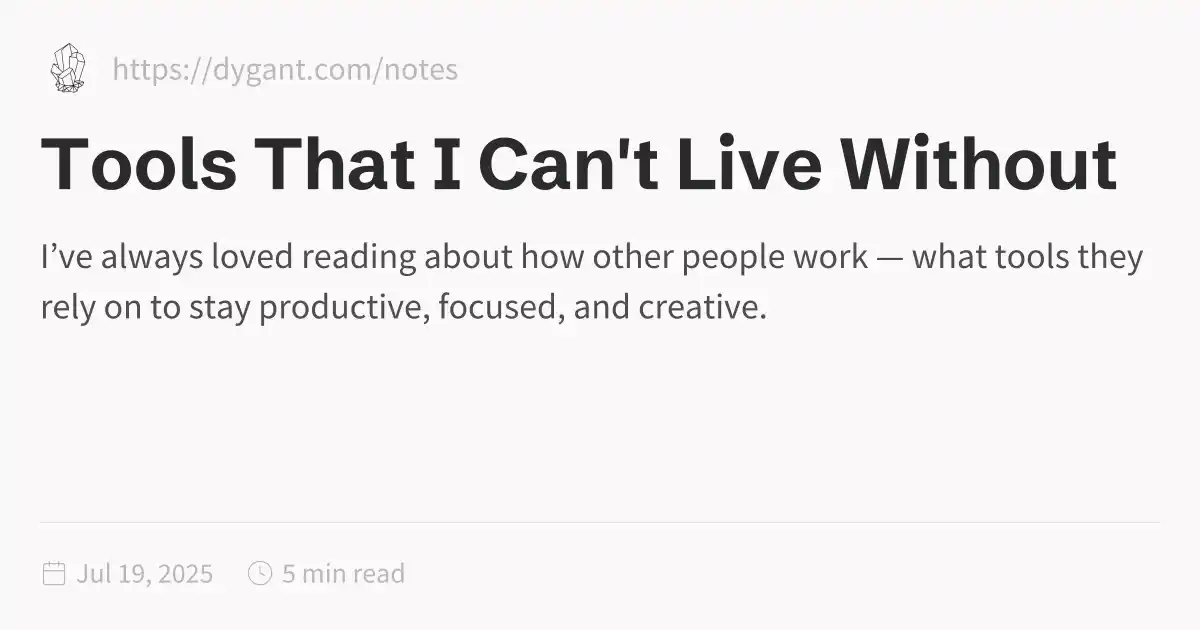 https://dygant.com/notes
Tools That I Can't Live Without
I’ve always loved reading about how other people work — what tools they
rely on to stay productive, focused, and creative.
Jul 19, 2025
5 min read